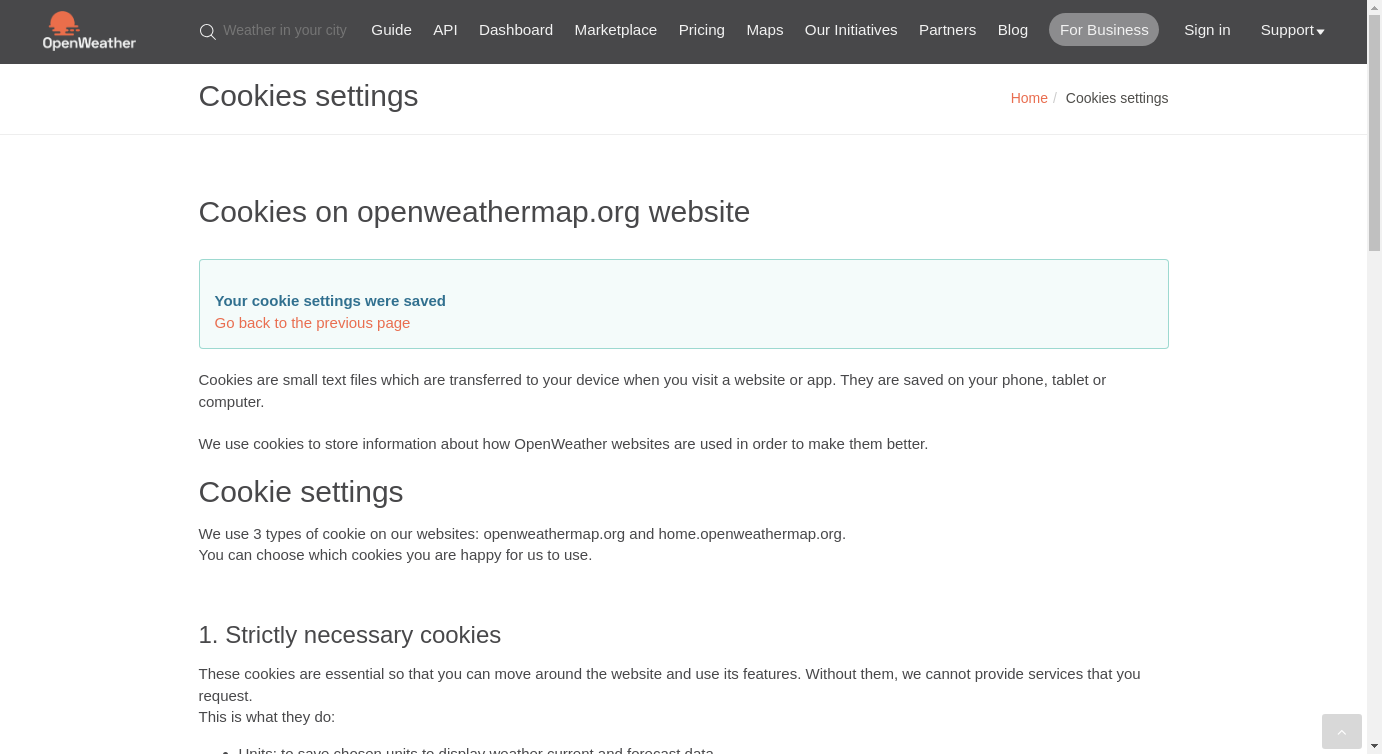 OpenWeather
Weather in your city
Guide API Dashboard Marketplace Pricing Maps Our Initiatives Partners Blog For Business Sign in Support
Cookies settings
Home / Cookies settings
Cookies on openweathermap.org website
Your cookie settings were saved
Go back to the previous page
Cookies are small text files which are transferred to your device when you visit a website or app. They are saved on your phone, tablet or
computer.
We use cookies to store information about how OpenWeather websites are used in order to make them better.
Cookie settings
We use 3 types of cookie on our websites: openweathermap.org and home.openweathermap.org.
You can choose which cookies you are happy for us to use.
1. Strictly necessary cookies
These cookies are essential so that you can move around the website and use its features. Without them, we cannot provide services that you
request.
This is what they do:
• Units: to save chosen units to display weather current and forecast data